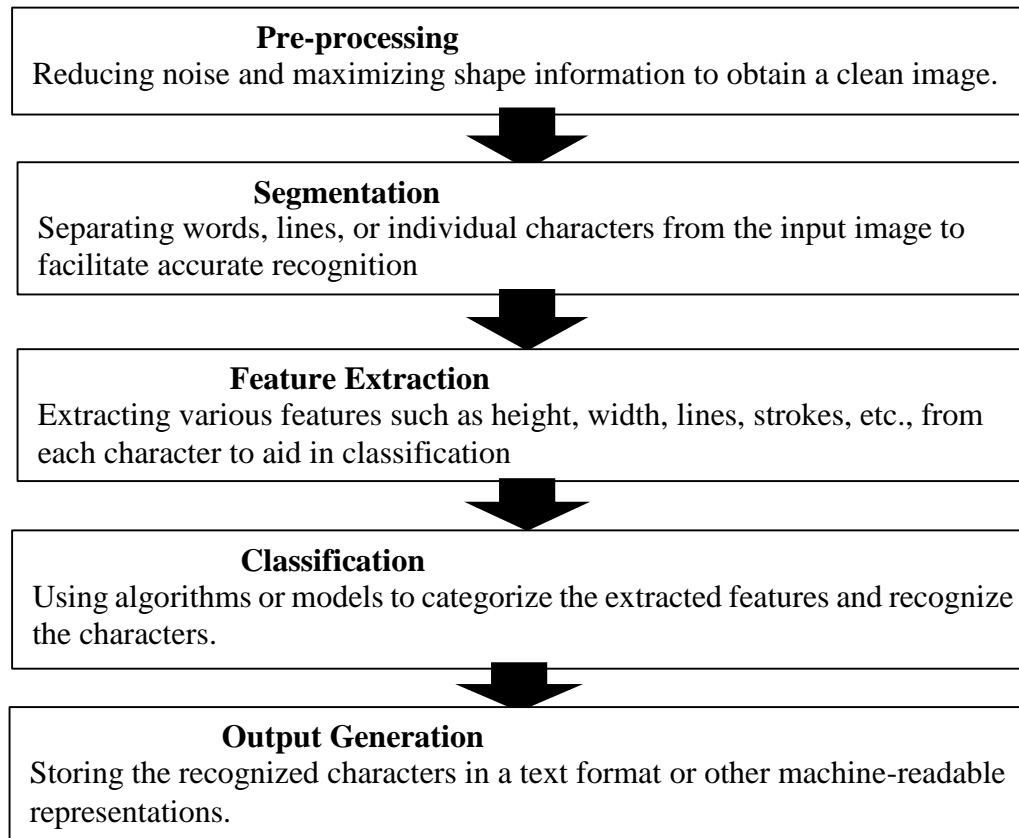 Pre-processing
Reducing noise and maximizing shape information to obtain a clean image.
Segmentation
Separating words, lines, or individual characters from the input image to
facilitate accurate recognition
Feature Extraction
Extracting various features such as height, width, lines, strokes, etc., from
each character to aid in classification
Classification
Using algorithms or models to categorize the extracted features and recognize
the characters.
Output Generation
Storing the recognized characters in a text format or other machine-readable
representations.